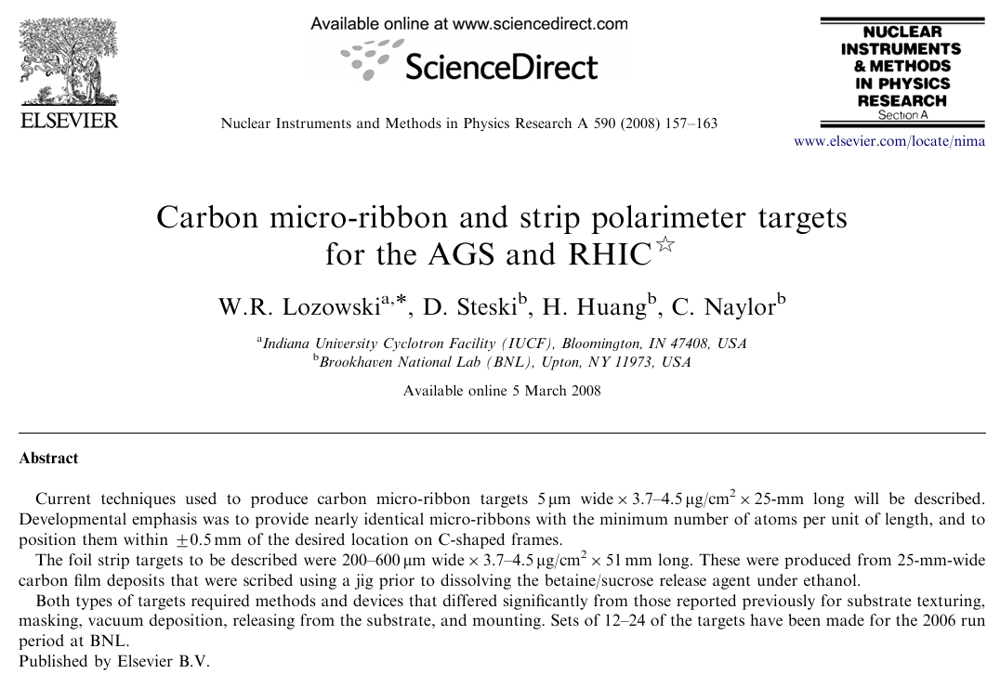 Available online at www.sciencedirect.com
ScienceDirect
ELSEVIER
Nuclear Instruments and Methods in Physics Research A 590 (2008) 157–163
NUCLEAR
INSTRUMENTS
& METHODS
IN PHYSICS
RESEARCH
Section A
www.elsevier.com/locate/nima
Carbon micro-ribbon and strip polarimeter targets
for the AGS and RHIC☆
W.R. Lozowskiᵃ,*, D. Steskiᵇ, H. Huangᵇ, C. Naylorᵇ
ᵃIndiana University Cyclotron Facility (IUCF), Bloomington, IN 47408, USA
ᵇBrookhaven National Lab (BNL), Upton, NY 11973, USA
Available online 5 March 2008
Abstract
Current techniques used to produce carbon micro-ribbon targets 5 μm wide × 3.7–4.5 μg/cm² × 25-mm long will be described.
Developmental emphasis was to provide nearly identical micro-ribbons with the minimum number of atoms per unit of length, and to
position them within ±0.5 mm of the desired location on C-shaped frames.
The foil strip targets to be described were 200–600 μm wide × 3.7–4.5 μg/cm² × 51 mm long. These were produced from 25-mm-wide
carbon film deposits that were scribed using a jig prior to dissolving the betaine/sucrose release agent under ethanol.
Both types of targets required methods and devices that differed significantly from those reported previously for substrate texturing,
masking, vacuum deposition, releasing from the substrate, and mounting. Sets of 12–24 of the targets have been made for the 2006 run
period at BNL.
Published by Elsevier B.V.